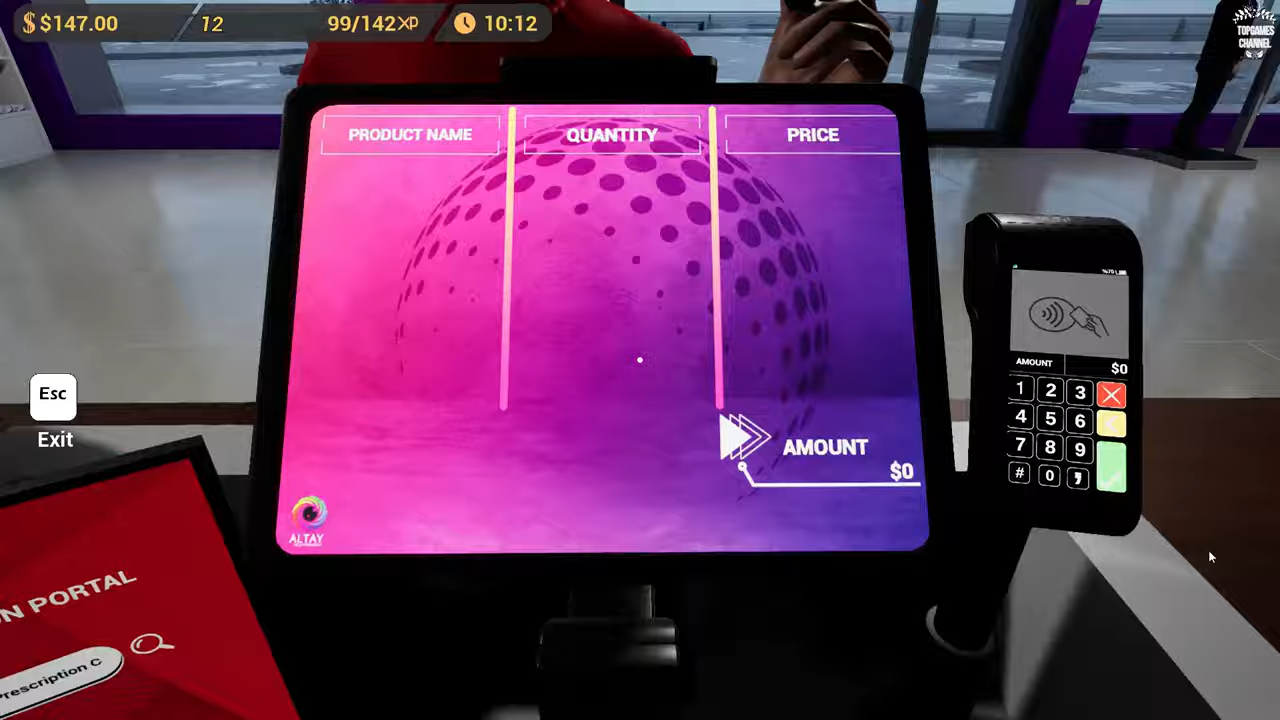 $147.00 12 99/142XP 10:12
TOPGAMES
CHANNEL
PRODUCT NAME QUANTITY PRICE
AMOUNT $0
1 2 3
4 5 6
7 8 9
# 0 ,
Esc
Exit
AMOUNT
$0
ALTAY
N PORTAL
rescription C